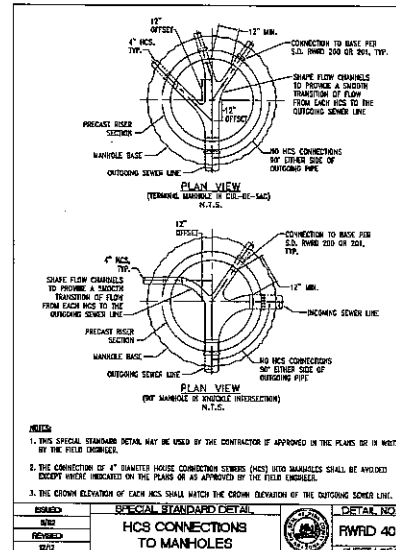 12"
OFFSET
4" HCS,
TYP.
12" MIN.
CONNECTION TO BASE PER
S.D. RWRD 200 OR 201, TYP.
SHAPE FLOW CHANNELS
TO PROVIDE A SMOOTH
TRANSITION OF FLOW
FROM EACH HCS TO THE
OUTGOING SEWER LINE
12"
OFFSET
PRECAST RISER
SECTION
MANHOLE BASE
OUTGOING SEWER LINE
NO HCS CONNECTIONS
90° EITHER SIDE OF
OUTGOING PIPE
PLAN VIEW
(TERMINAL MANHOLE IN CUL-DE-SAC)
N.T.S.
12"
OFFSET
4" HCS,
TYP.
CONNECTION TO BASE PER
S.D. RWRD 200 OR 201,
TYP.
SHAPE FLOW CHANNELS
TO PROVIDE A SMOOTH
TRANSITION OF FLOW
FROM EACH HCS TO THE
OUTGOING SEWER LINE
12" MIN.
INCOMING SEWER LINE
PRECAST RISER
SECTION
MANHOLE BASE
OUTGOING SEWER LINE
NO HCS CONNECTIONS
90° EITHER SIDE OF
OUTGOING PIPE
PLAN VIEW
(90° MANHOLE IN KNUCKLE INTERSECTION)
N.T.S.
NOTES:
1. THIS SPECIAL STANDARD DETAIL MAY BE USED BY THE CONTRACTOR IF APPROVED IN THE PLANS OR IN WRIT
BY THE FIELD ENGINEER.
2. THE CONNECTION OF 4" DIAMETER HOUSE CONNECTION SEWERS (HCS) INTO MANHOLES SHALL BE AVOIDED
EXCEPT WHERE INDICATED ON THE PLANS OR AS APPROVED BY THE FIELD ENGINEER.
3. THE CROWN ELEVATION OF EACH HCS SHALL MATCH THE CROWN ELEVATION OF THE OUTGOING SEWER LINE.
ISSUED
REVISED
SPECIAL STANDARD DETAIL
HCS CONNECTIONS
TO MANHOLES
DETAIL NO
RWRD 40